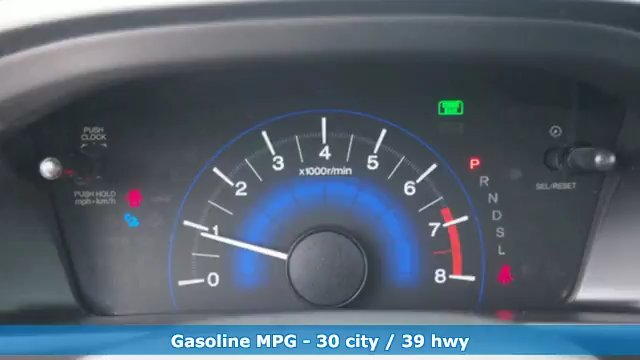 PUSH
CLOCK
PUSH HOLD
mph◄►km/h
0
1
2
3
4
5
6
7
8
x1000r/min
P
R
N
D
S
L
SEL/RESET
Gasoline MPG - 30 city / 39 hwy